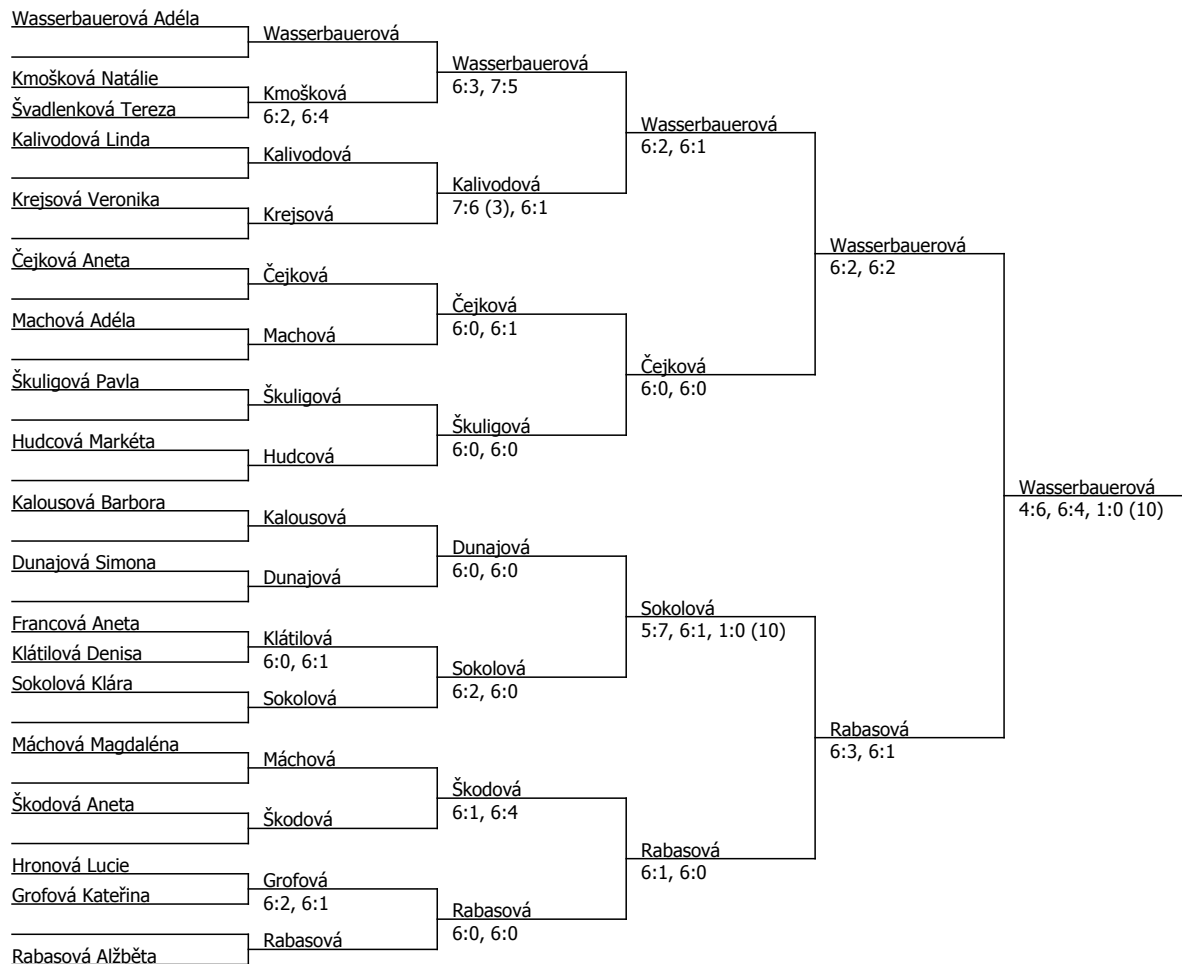 Wasserbauerová Adéla
Kmošková Natálie
Švadlenková Tereza
Kalivodová Linda
Krejsová Veronika
Čejková Aneta
Machová Adéla
Škuligová Pavla
Hudcová Markéta
Kalousová Barbora
Dunajová Simona
Francová Aneta
Klátilová Denisa
Sokolová Klára
Máchová Magdaléna
Škodová Aneta
Hronová Lucie
Grofová Kateřina
Rabasová Alžběta
Wasserbauerová
Kmošková
6:2, 6:4
Kalivodová
Krejsová
Čejková
Machová
Škuligová
Hudcová
Kalousová
Dunajová
Klátilová
6:0, 6:1
Sokolová
Máchová
Škodová
Grofová
6:2, 6:1
Rabasová
Wasserbauerová
6:3, 7:5
Kalivodová
7:6 (3), 6:1
Čejková
6:0, 6:1
Škuligová
6:0, 6:0
Dunajová
6:0, 6:0
Sokolová
6:2, 6:0
Škodová
6:1, 6:4
Rabasová
6:0, 6:0
Wasserbauerová
6:2, 6:1
Čejková
6:0, 6:0
Sokolová
5:7, 6:1, 1:0 (10)
Rabasová
6:1, 6:0
Wasserbauerová
6:2, 6:2
Rabasová
6:3, 6:1
Wasserbauerová
4:6, 6:4, 1:0 (10)